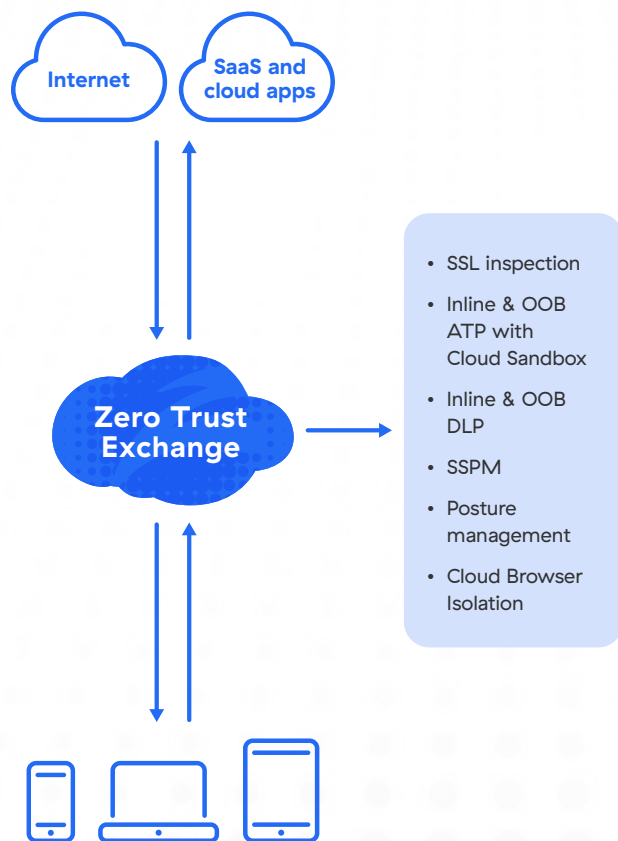 Internet
SaaS and
cloud apps
Zero Trust
Exchange
• SSL inspection
• Inline & OOB
ATP with
Cloud Sandbox
• Inline & OOB
DLP
• SSPM
• Posture
management
• Cloud Browser
Isolation